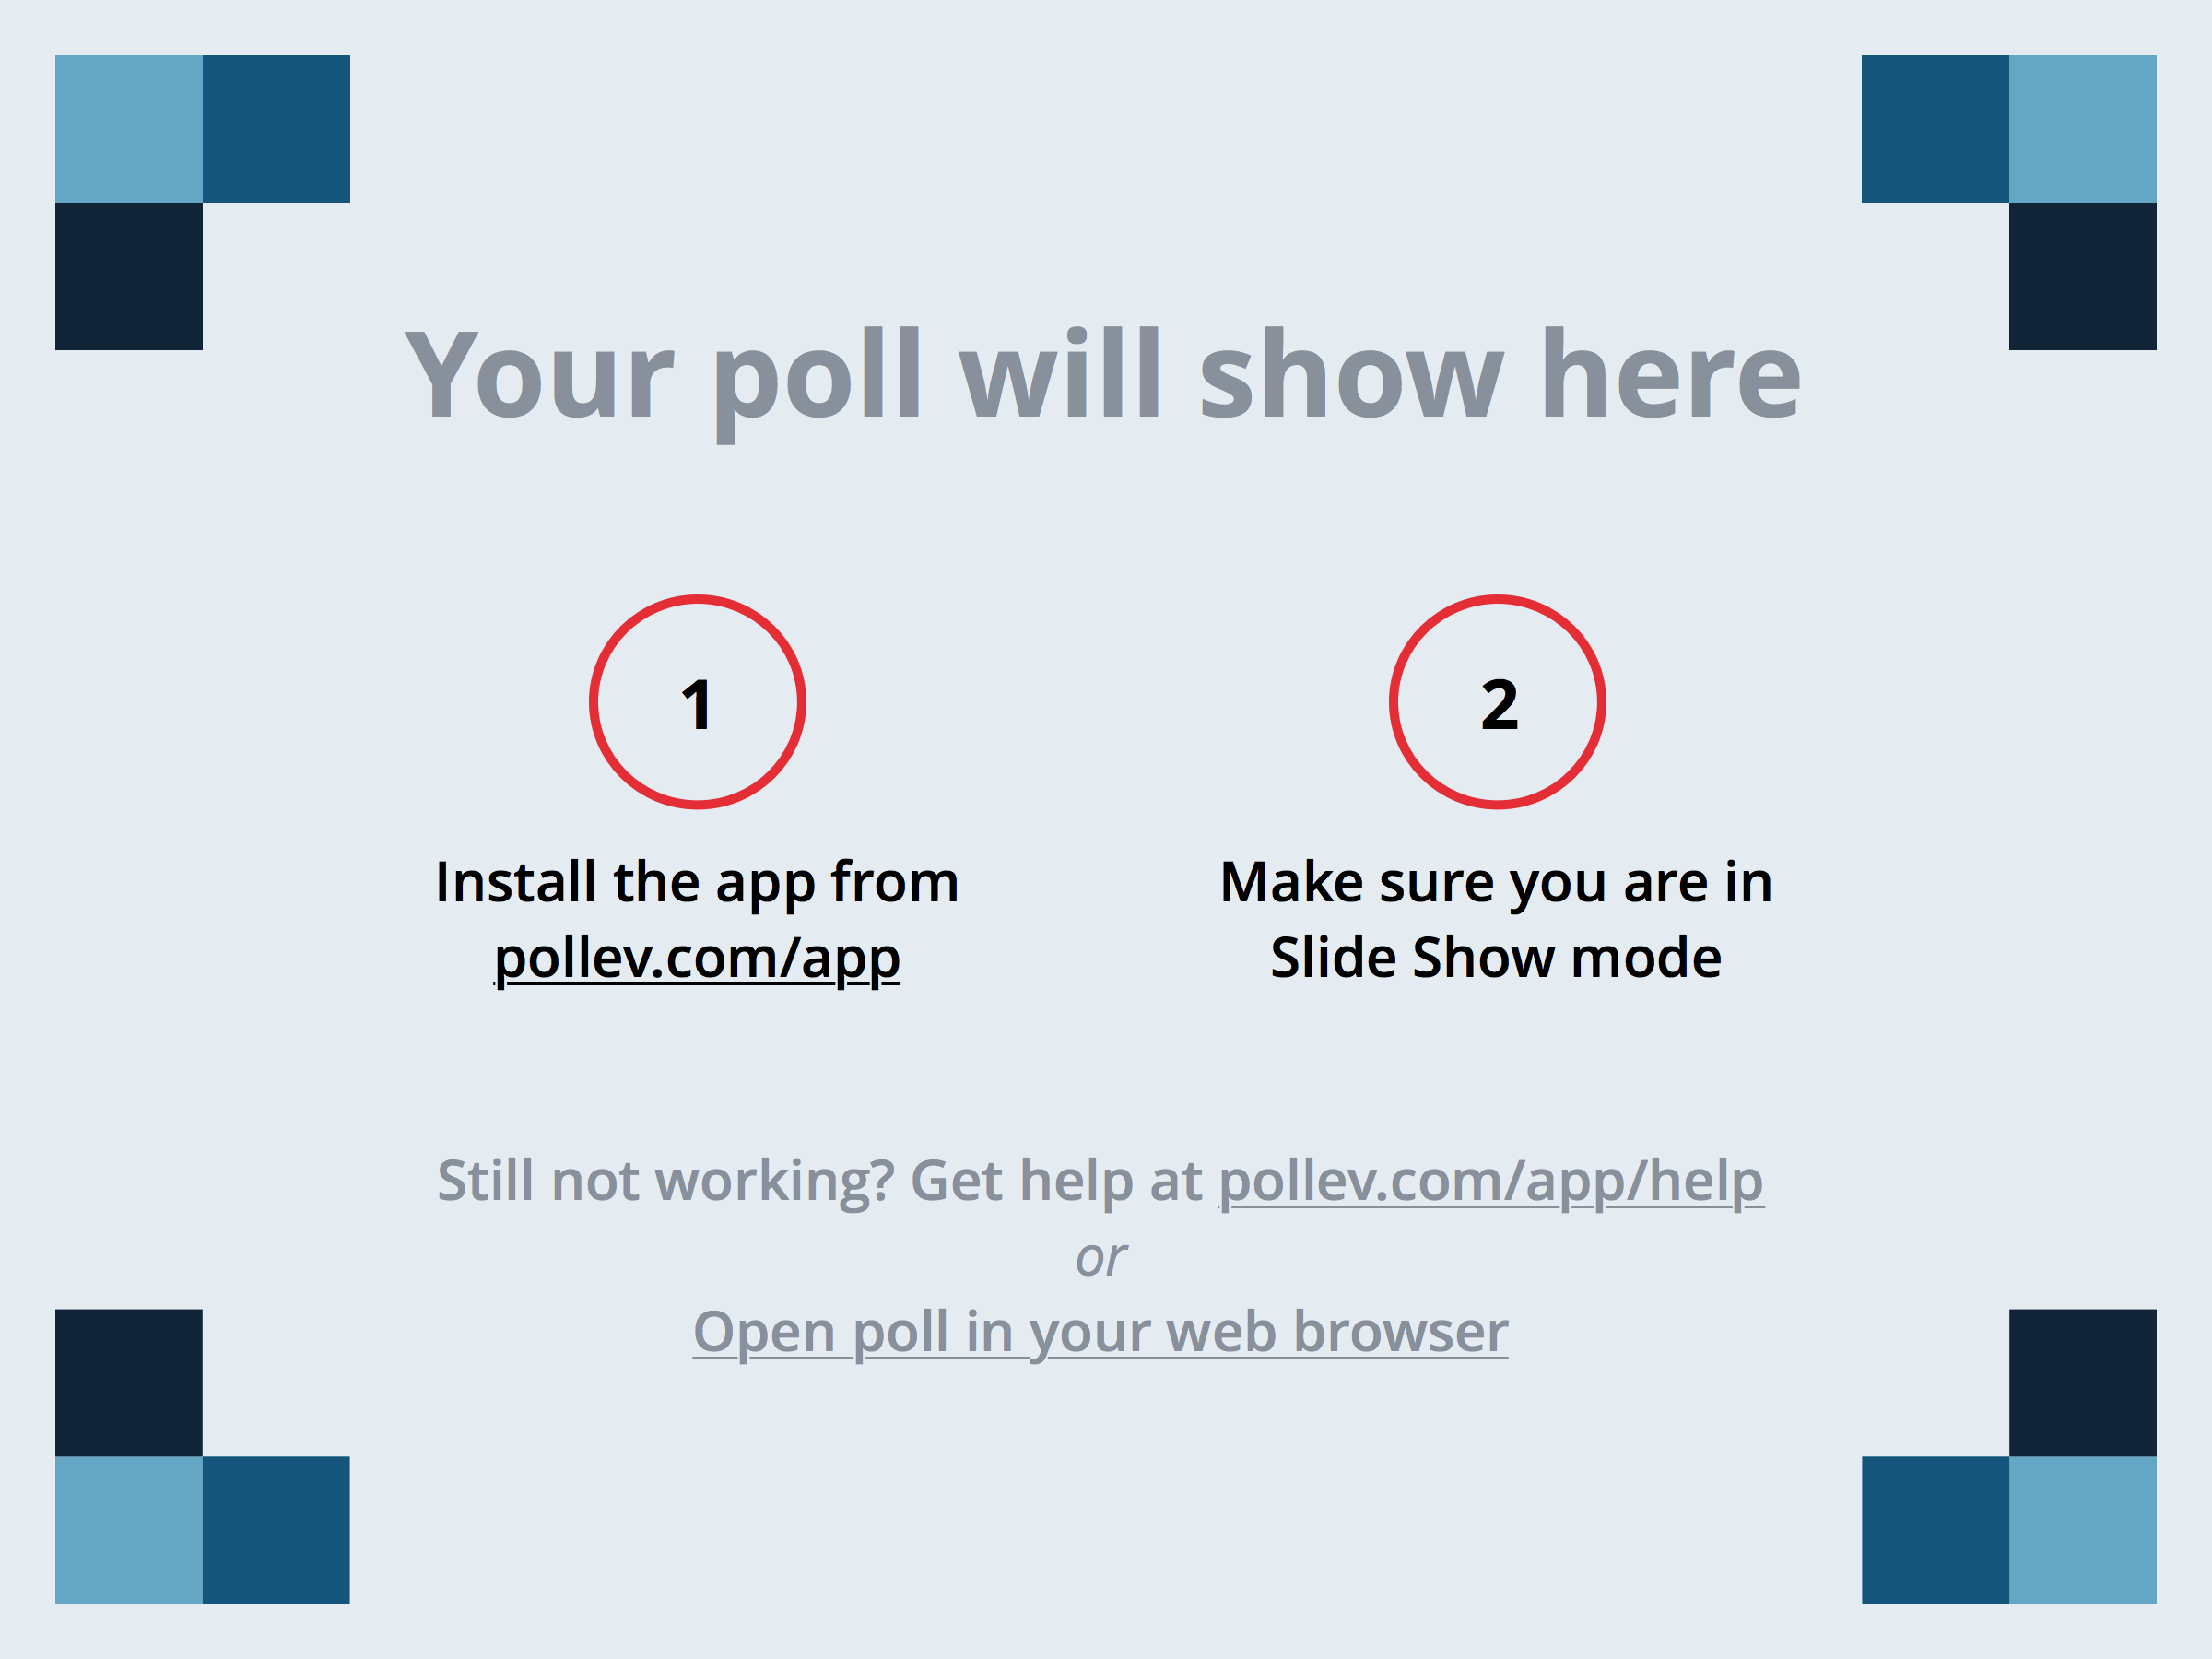 Your poll will show here
1
Install the app from
pollev.com/app
2
Make sure you are in
Slide Show mode
Still not working? Get help at pollev.com/app/help
or
Open poll in your web browser